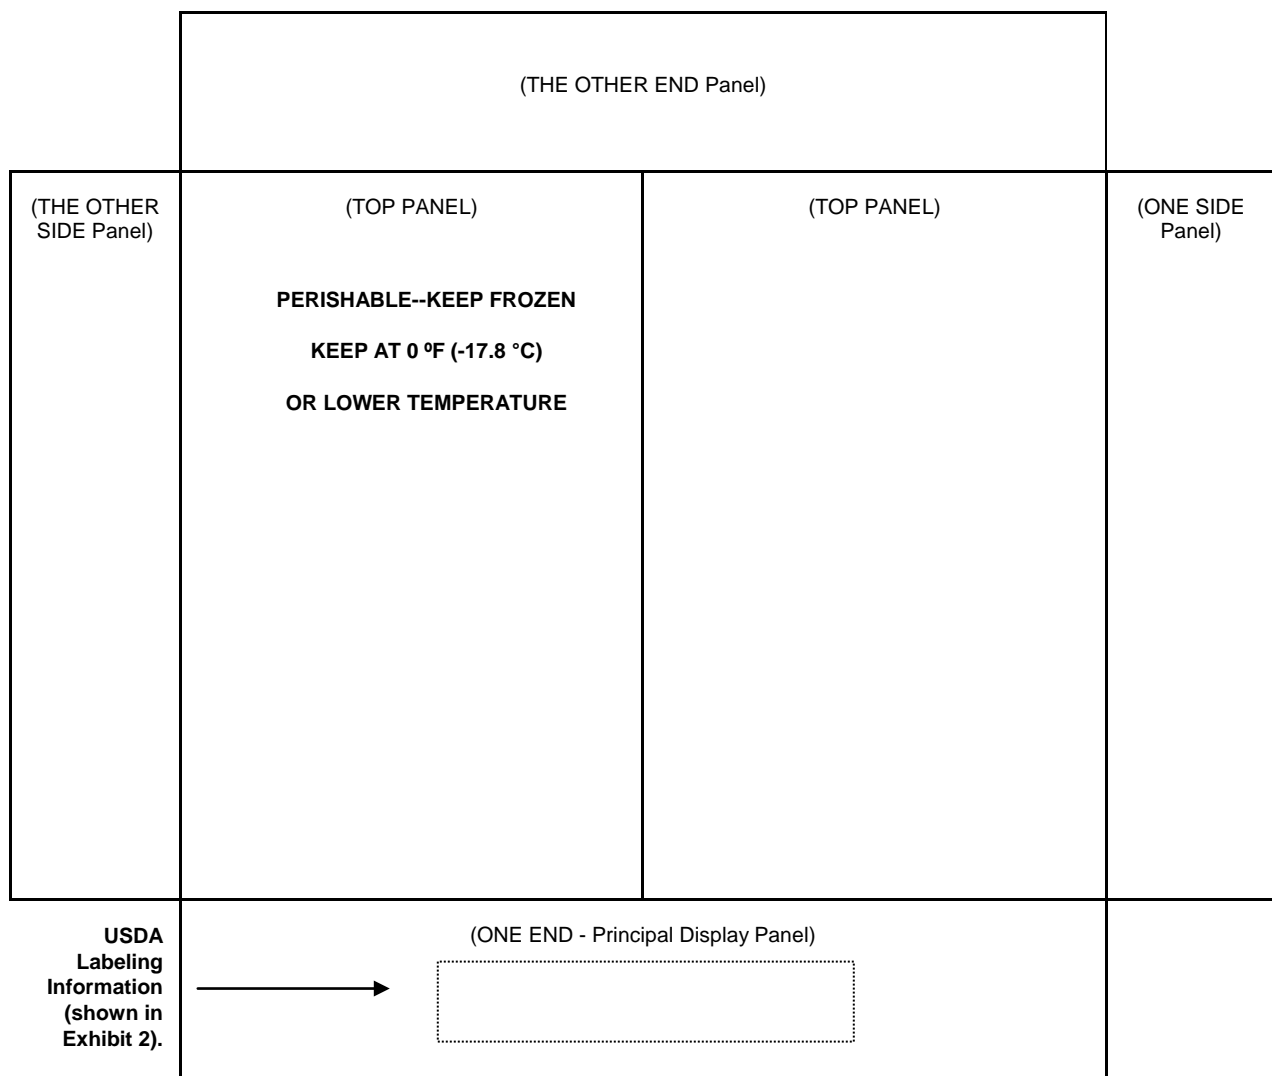 (THE OTHER END Panel)
(THE OTHER
SIDE Panel)
(TOP PANEL)
(TOP PANEL)
(ONE SIDE
Panel)
PERISHABLE--KEEP FROZEN
KEEP AT 0 ºF (-17.8 °C)
OR LOWER TEMPERATURE
USDA
Labeling
Information
(shown in
Exhibit 2).
(ONE END - Principal Display Panel)